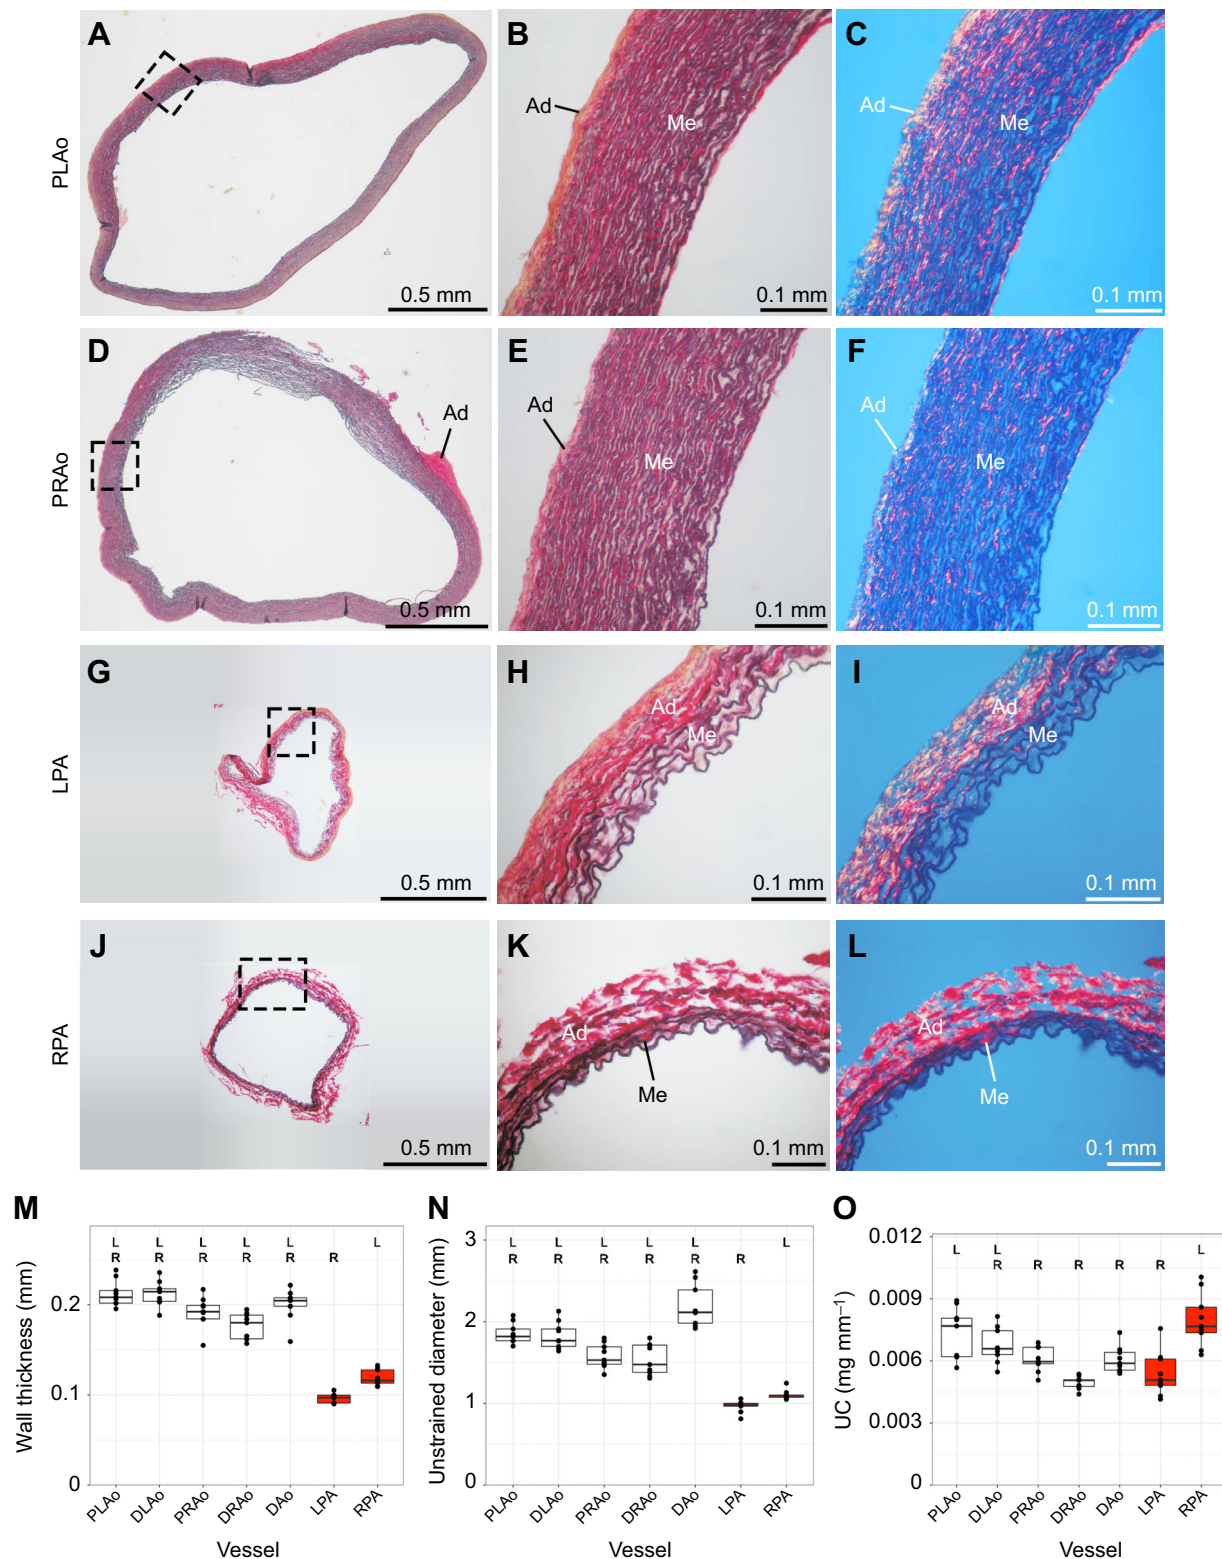 A
B
C
PLAo
Ad
Me
Ad
Me
0.5 mm
0.1 mm
0.1 mm
D
E
F
PRAo
Ad
Ad
Me
Ad
Me
0.5 mm
0.1 mm
0.1 mm
G
H
I
LPA
Ad
Me
Ad
Me
0.5 mm
0.1 mm
0.1 mm
J
K
L
RPA
Ad
Me
Ad
Me
0.5 mm
0.1 mm
0.1 mm
M
Wall thickness (mm)
0.2
0.1
0
L L L L L L
R R R R R R
PLAo DLAo PRAo DRAo DAo LPA RPA
Vessel
N
Unstrained diameter (mm)
3
2
1
0
L L L L L L
R R R R R R
PLAo DLAo PRAo DRAo DAo LPA RPA
Vessel
O
UC (mg mm−1)
0.012
0.009
0.006
0.003
0
L L L
R R R R R
PLAo DLAo PRAo DRAo DAo LPA RPA
Vessel